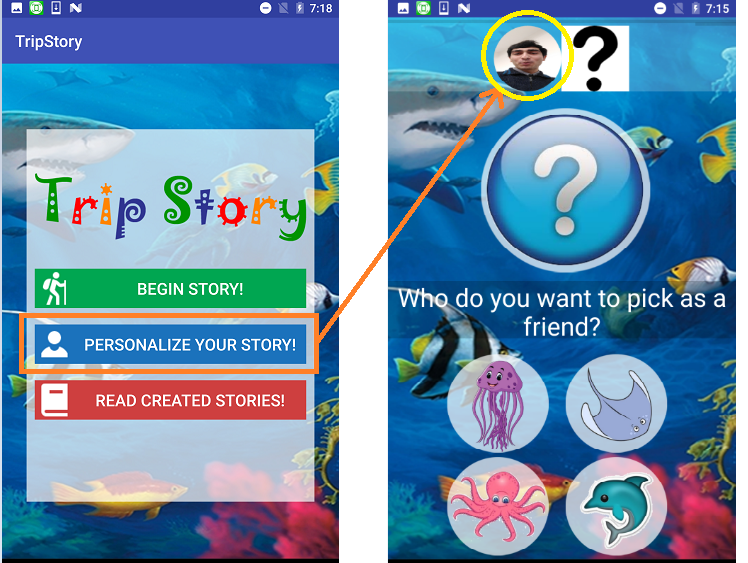 7:18
TripStory
Trip Story
BEGIN STORY!
PERSONALIZE YOUR STORY!
READ CREATED STORIES!
7:15
?
?
Who do you want to pick as a
friend?